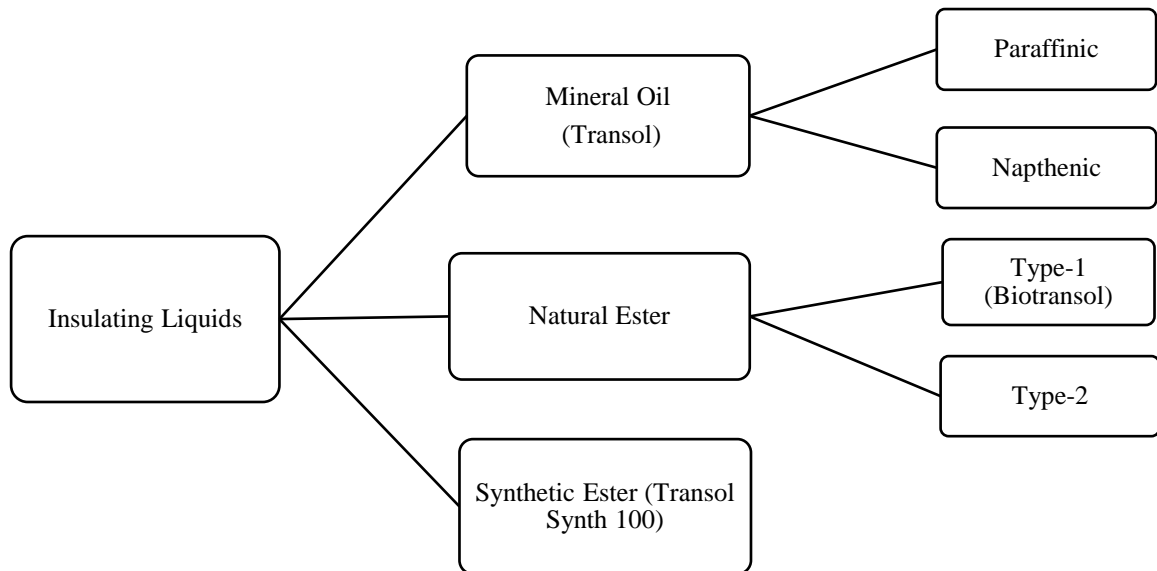 Insulating Liquids
Mineral Oil
(Transol)
Paraffinic
Napthenic
Natural Ester
Type-1
(Biotransol)
Type-2
Synthetic Ester (Transol
Synth 100)